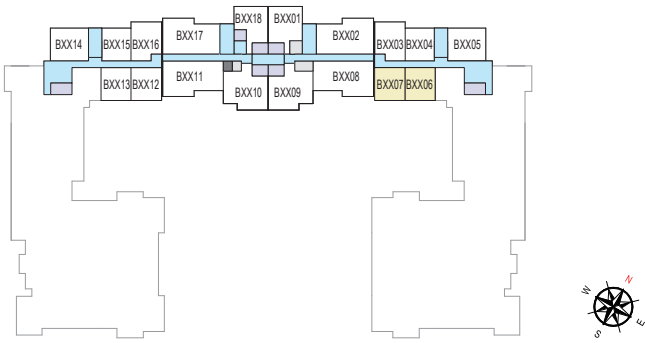 BXX18 BXX01
BXX14 BXX15 BXX16 BXX17 BXX02 BXX03 BXX04 BXX05
BXX13 BXX12 BXX11 BXX10 BXX09 BXX08 BXX07 BXX06
N
W
E
S